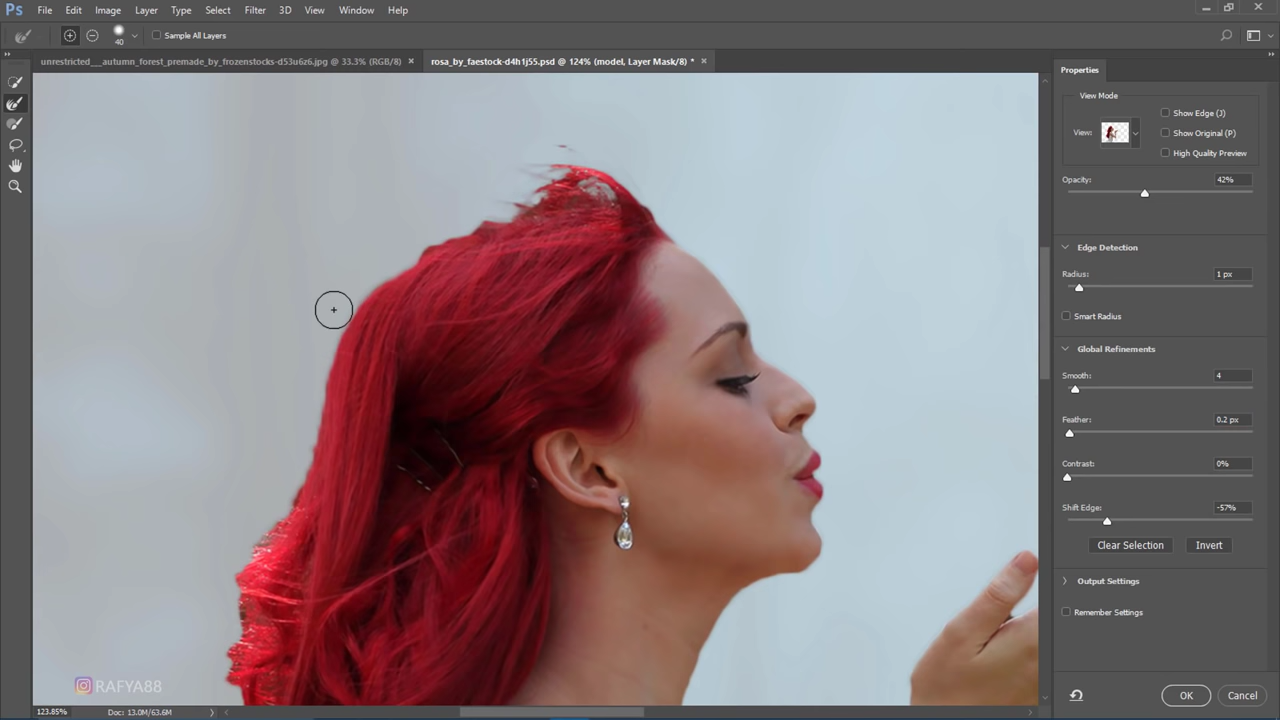 Ps File Edit Image Layer Type Select Filter 3D View Window Help
40 Sample All Layers
unrestricted___autumn_forest_premade_by_frozenstocks-d53u6z6.jpg @ 33.3% (RGB/8) ×
rosa_by_faestock-d4h1j55.psd @ 124% (model, Layer Mask/8) * ×
Properties
View Mode
View:
Show Edge (J)
Show Original (P)
High Quality Preview
Opacity: 42%
Edge Detection
Radius: 1 px
Smart Radius
Global Refinements
Smooth: 4
Feather: 0.2 px
Contrast: 0%
Shift Edge: -57%
Clear Selection Invert
Output Settings
Remember Settings
OK Cancel
RAFYA88
123.85% Doc: 13.0M/63.6M